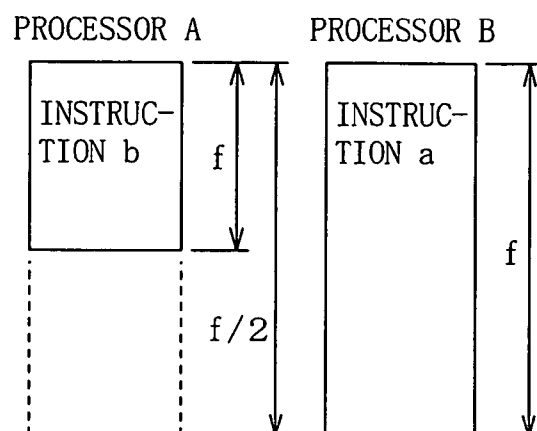 PROCESSOR A PROCESSOR B
INSTRUC- INSTRUC-
TION b TION a
f
f
f/2